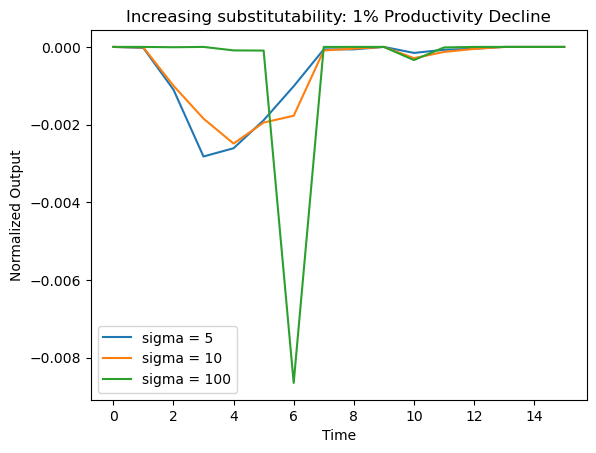 Increasing substitutability: 1% Productivity Decline
0.000
−0.002
−0.004
−0.006
−0.008
Normalized Output
sigma = 5
sigma = 10
sigma = 100
0 2 4 6 8 10 12 14
Time